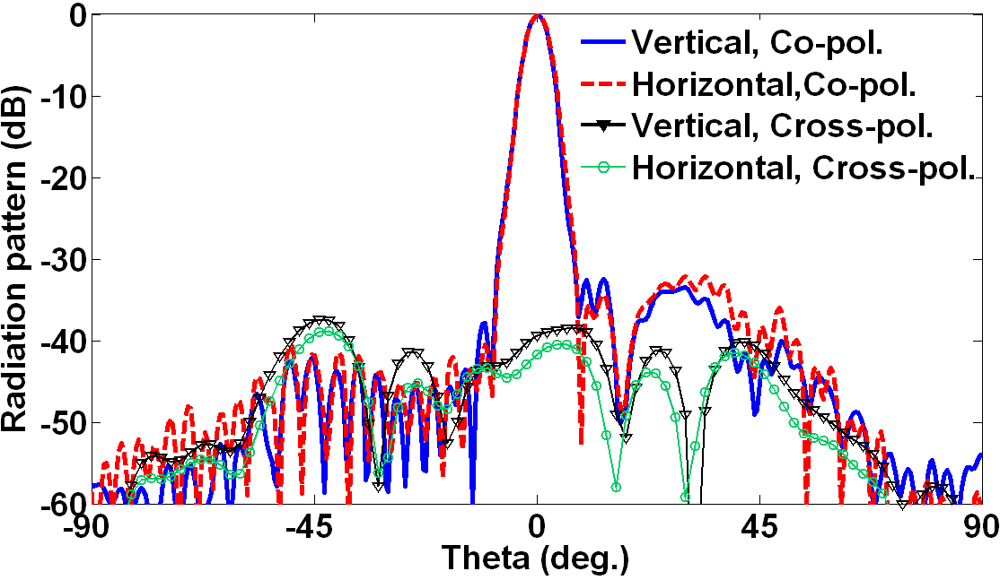 Radiation pattern (dB)
0
-10
-20
-30
-40
-50
-60
Vertical, Co-pol.
Horizontal,Co-pol.
Vertical, Cross-pol.
Horizontal, Cross-pol.
-90 -45 0 45 90
Theta (deg.)